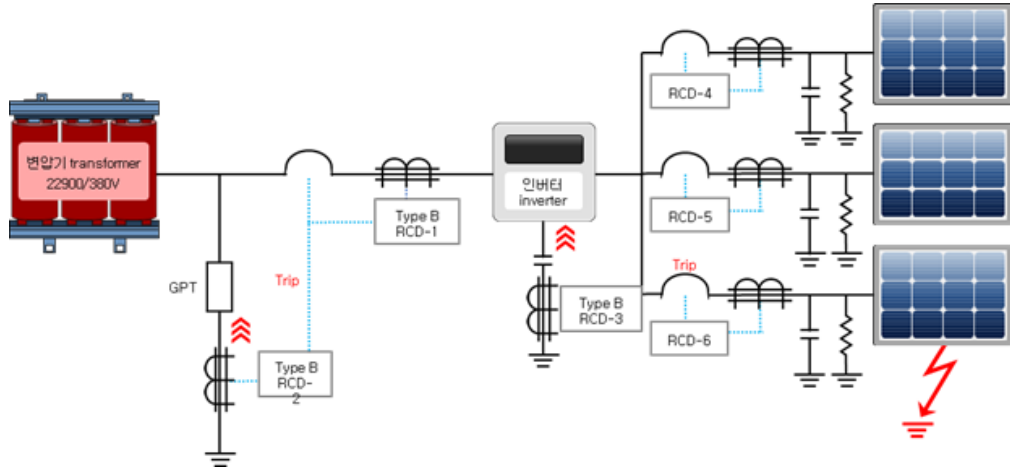 변압기 transformer
22900/380V
GPT
Trip
Type B
RCD-
2
Type B
RCD-1
인버터
inverter
Type B
RCD-3
RCD-4
RCD-5
Trip
RCD-6